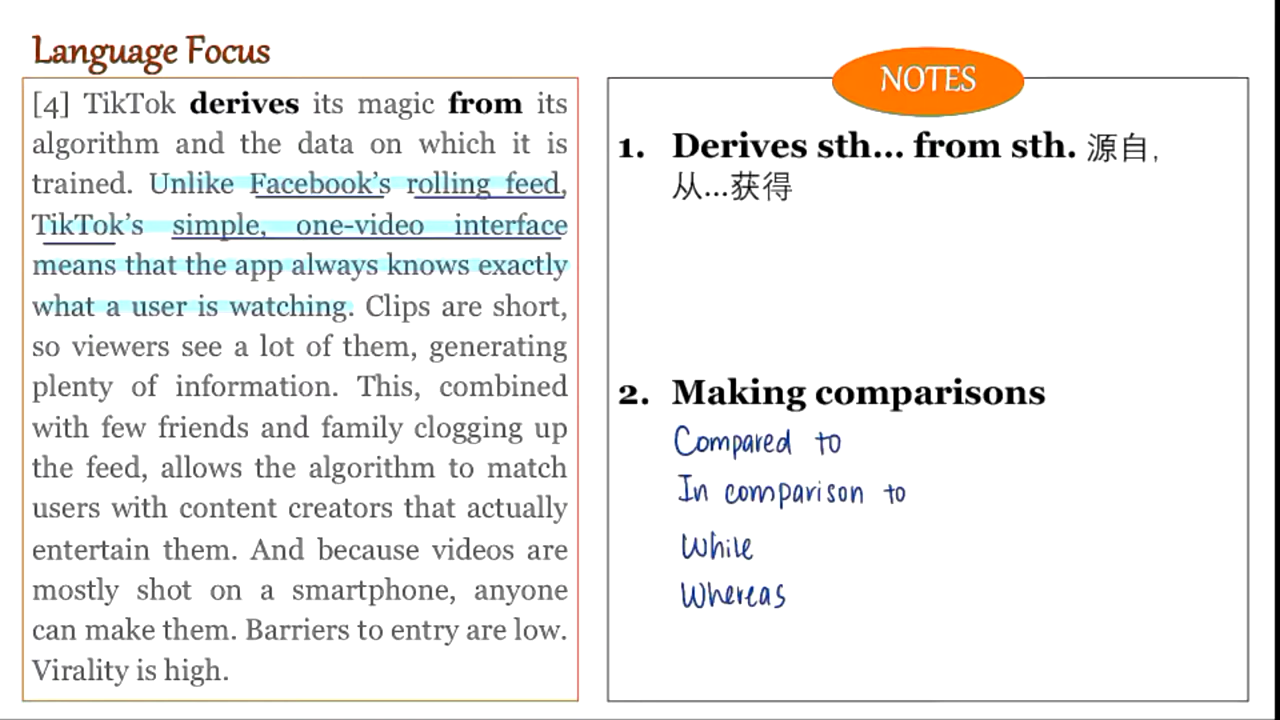 Language Focus
[4] TikTok derives its magic from its
algorithm and the data on which it is
trained. Unlike Facebook's rolling feed,
TikTok's simple, one-video interface
means that the app always knows exactly
what a user is watching. Clips are short,
so viewers see a lot of them, generating
plenty of information. This, combined
with few friends and family clogging up
the feed, allows the algorithm to match
users with content creators that actually
entertain them. And because videos are
mostly shot on a smartphone, anyone
can make them. Barriers to entry are low.
Virality is high.
NOTES
1. Derives sth... from sth. 源自,
从...获得
2. Making comparisons
Compared to
In comparison to
While
Whereas